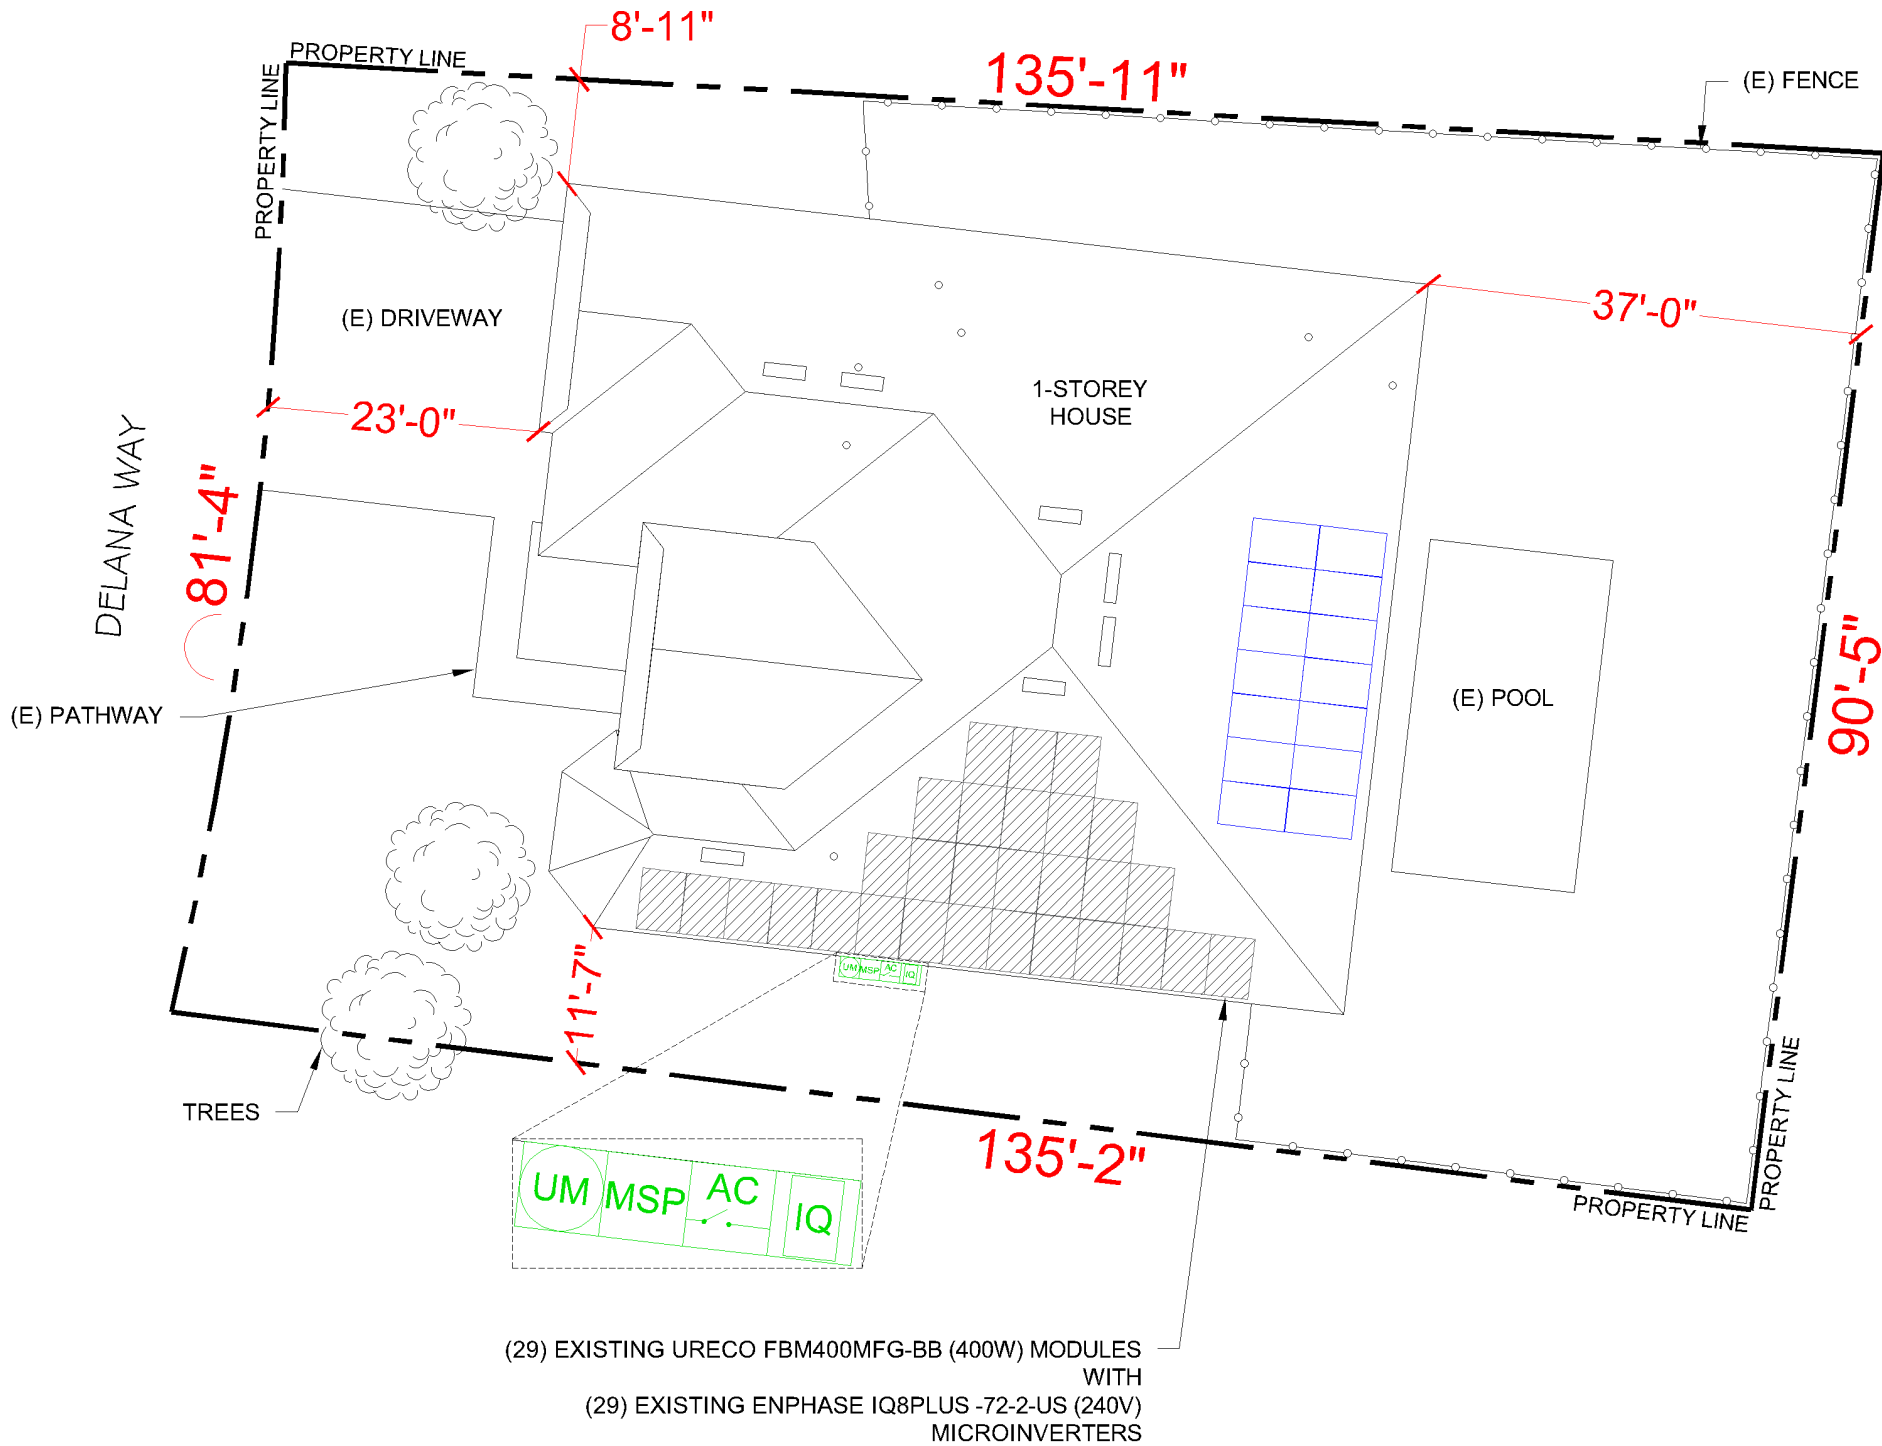 8'-11"
PROPERTY LINE
135'-11"
(E) FENCE
PROPERTY LINE
37'-0"
(E) DRIVEWAY
1-STOREY
HOUSE
23'-0"
DELANA WAY
81'-4"
90'-5"
(E) POOL
(E) PATHWAY
11'-7"
UM MSP AC IQ
TREES
PROPERTY LINE
135'-2"
UM MSP AC IQ
PROPERTY LINE
(29) EXISTING URECO FBM400MFG-BB (400W) MODULES
WITH
(29) EXISTING ENPHASE IQ8PLUS -72-2-US (240V)
MICROINVERTERS